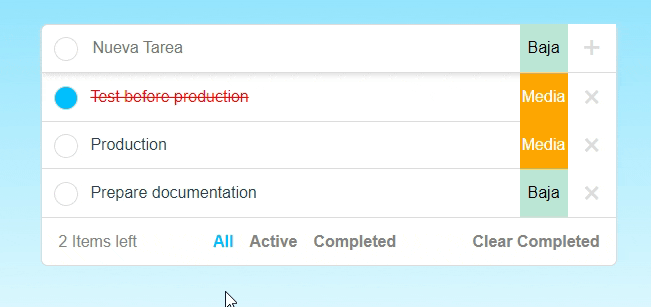 Nueva Tarea Baja +
Test before production Media ×
Production Media ×
Prepare documentation Baja ×
2 Items left All Active Completed Clear Completed